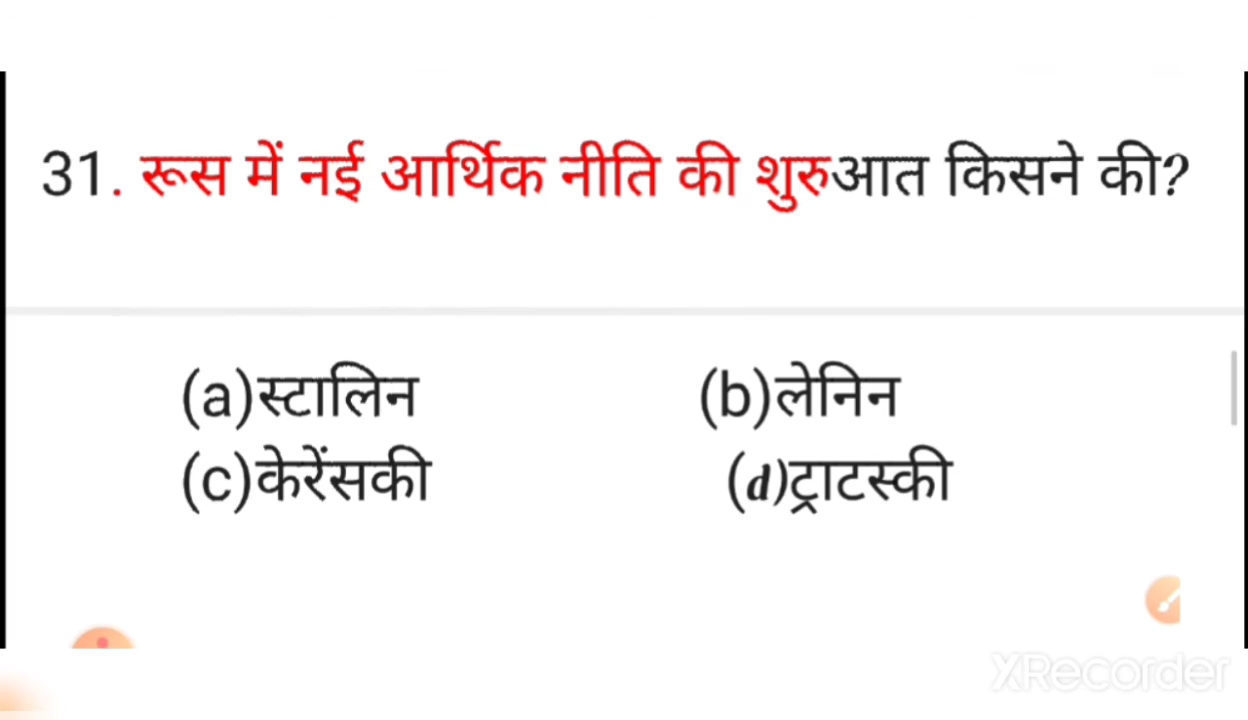 31. रूस में नई आर्थिक नीति की शुरुआत किसने की?
(a)स्टालिन (b)लेनिन
(c)केरेंसकी (d)ट्राटस्की
XRecorder